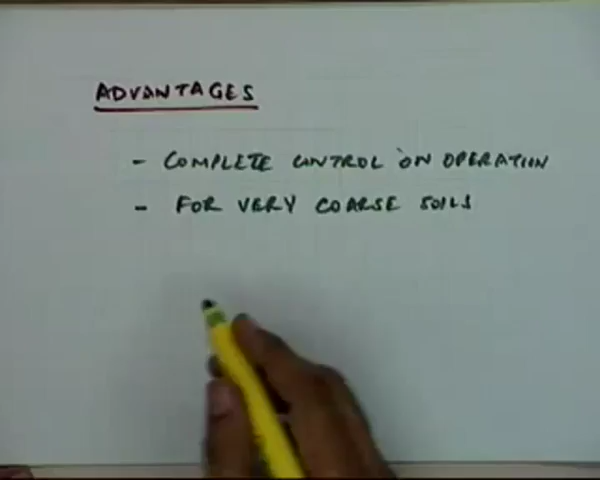 ADVANTAGES
- COMPLETE CONTROL ON OPERATION
- FOR VERY COARSE SOILS